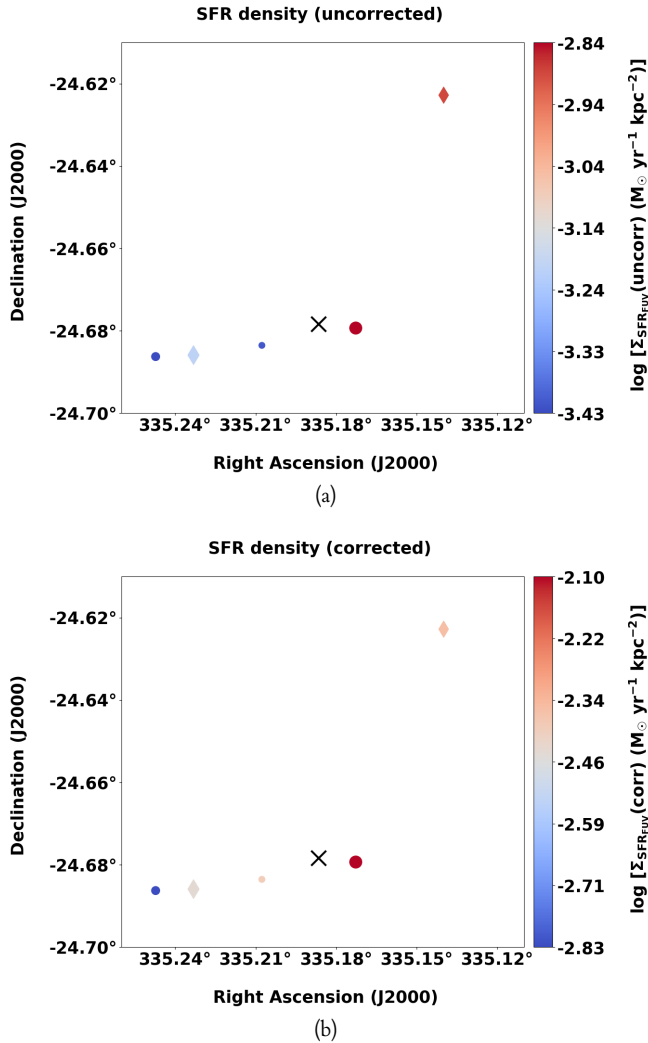 SFR density (uncorrected)
-24.62°
-24.64°
-24.66°
-24.68°
-24.70°
Declination (J2000)
335.24° 335.21° 335.18° 335.15° 335.12°
Right Ascension (J2000)
-2.84
-2.94
-3.04
-3.14
-3.24
-3.33
-3.43
log [Σ_SFR_FUV(uncorr) (M⊙ yr⁻¹ kpc⁻²)]
(a)
SFR density (corrected)
-24.62°
-24.64°
-24.66°
-24.68°
-24.70°
Declination (J2000)
335.24° 335.21° 335.18° 335.15° 335.12°
Right Ascension (J2000)
-2.10
-2.22
-2.34
-2.46
-2.59
-2.71
-2.83
log [Σ_SFR_FUV(corr) (M⊙ yr⁻¹ kpc⁻²)]
(b)